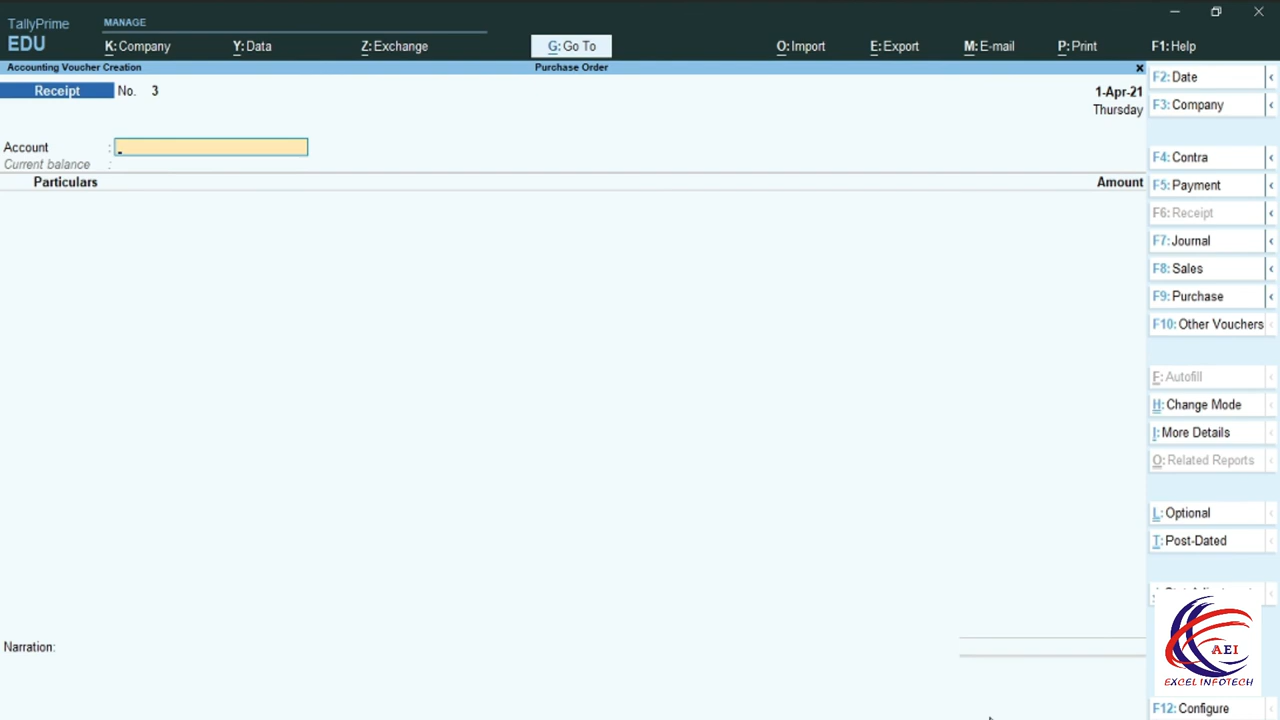 TallyPrime
EDU
MANAGE
K: Company
Y: Data
Z: Exchange
G: Go To
O: Import
E: Export
M: E-mail
P: Print
F1: Help
Accounting Voucher Creation
Purchase Order
Receipt
No. 3
1-Apr-21
Thursday
Account :
Current balance :
Particulars
Amount
Narration:
F2: Date
F3: Company
F4: Contra
F5: Payment
F6: Receipt
F7: Journal
F8: Sales
F9: Purchase
F10: Other Vouchers
F: Autofill
H: Change Mode
I: More Details
O: Related Reports
L: Optional
T: Post-Dated
AEI
EXCEL INFOTECH
F12: Configure